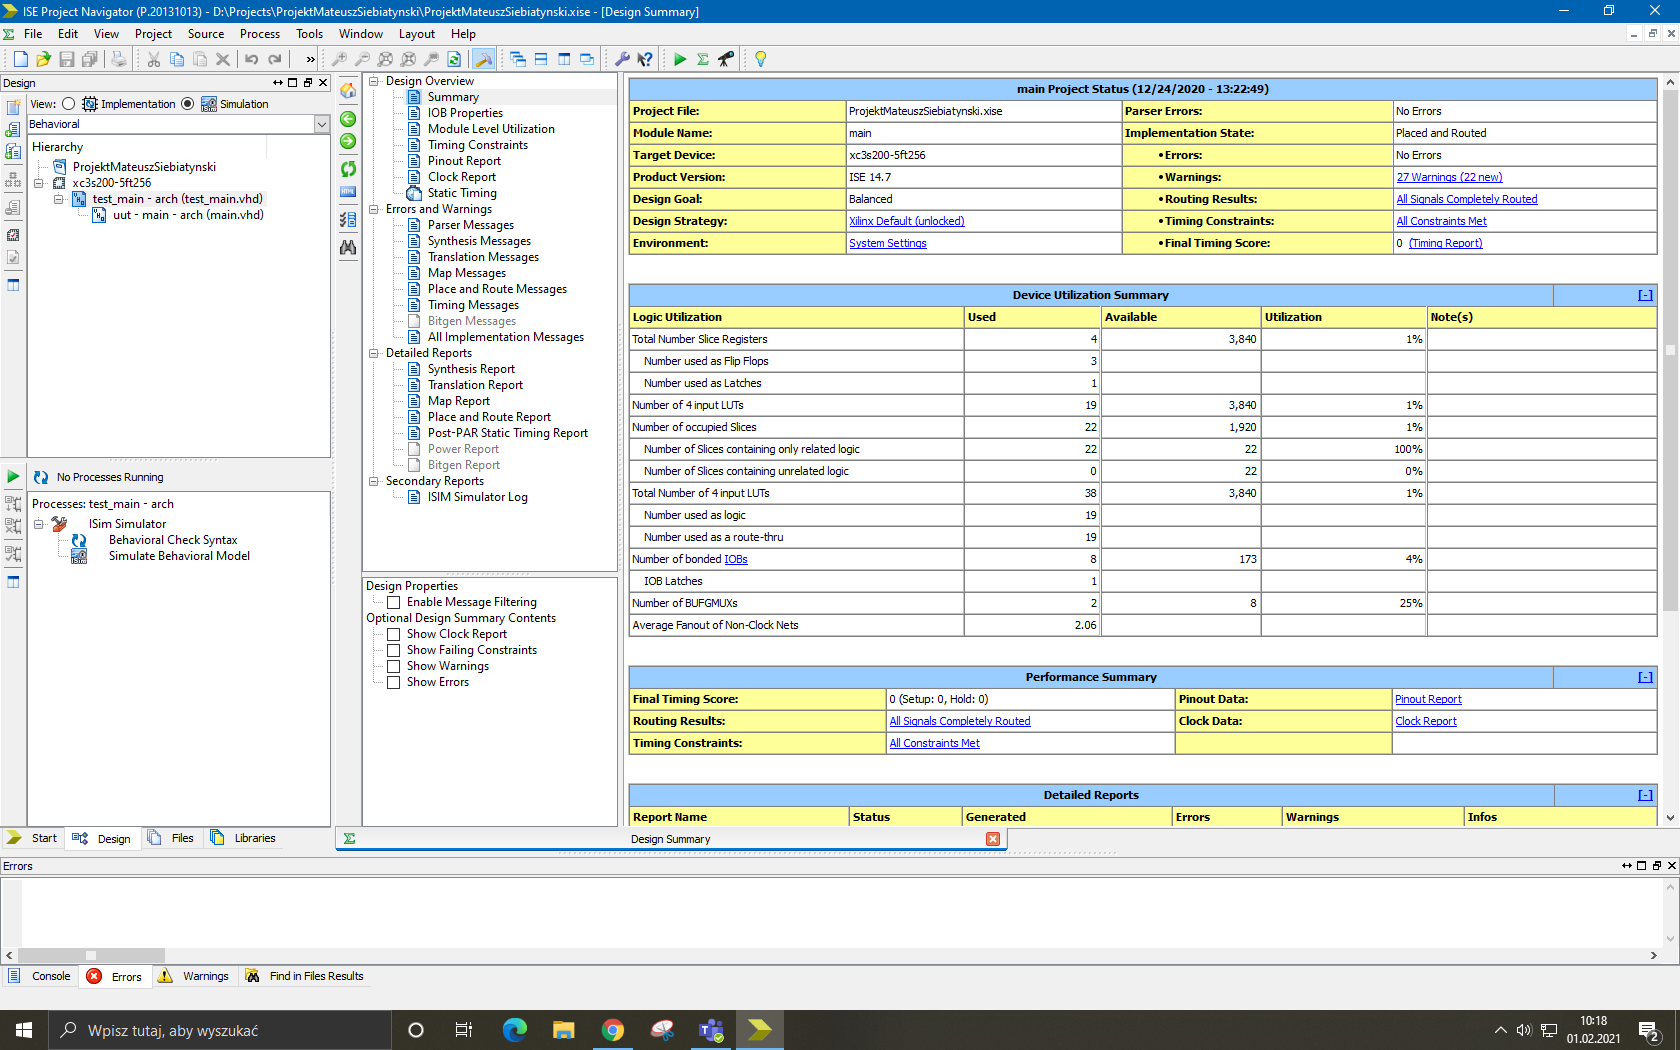 ISE Project Navigator (P.20131013) - D:\Projects\ProjektMateuszSiebiatynski\ProjektMateuszSiebiatynski.xise - [Design Summary]
File Edit View Project Source Process Tools Window Layout Help
»
Design
View: Implementation Simulation
Behavioral
Hierarchy
ProjektMateuszSiebiatynski
xc3s200-5ft256
test_main - arch (test_main.vhd)
uut - main - arch (main.vhd)
No Processes Running
Processes: test_main - arch
ISim Simulator
Behavioral Check Syntax
Simulate Behavioral Model
Start Design Files Libraries
Design Overview
Summary
IOB Properties
Module Level Utilization
Timing Constraints
Pinout Report
Clock Report
Static Timing
Errors and Warnings
Parser Messages
Synthesis Messages
Translation Messages
Map Messages
Place and Route Messages
Timing Messages
Bitgen Messages
All Implementation Messages
Detailed Reports
Synthesis Report
Translation Report
Map Report
Place and Route Report
Post-PAR Static Timing Report
Power Report
Bitgen Report
Secondary Reports
ISIM Simulator Log
Design Properties
Enable Message Filtering
Optional Design Summary Contents
Show Clock Report
Show Failing Constraints
Show Warnings
Show Errors
main Project Status (12/24/2020 - 13:22:49)
Project File: ProjektMateuszSiebiatynski.xise Parser Errors: No Errors
Module Name: main Implementation State: Placed and Routed
Target Device: xc3s200-5ft256 •Errors: No Errors
Product Version: ISE 14.7 •Warnings: 27 Warnings (22 new)
Design Goal: Balanced •Routing Results: All Signals Completely Routed
Design Strategy: Xilinx Default (unlocked) •Timing Constraints: All Constraints Met
Environment: System Settings •Final Timing Score: 0 (Timing Report)
Device Utilization Summary [-]
Logic Utilization Used Available Utilization Note(s)
Total Number Slice Registers 4 3,840 1%
Number used as Flip Flops 3
Number used as Latches 1
Number of 4 input LUTs 19 3,840 1%
Number of occupied Slices 22 1,920 1%
Number of Slices containing only related logic 22 22 100%
Number of Slices containing unrelated logic 0 22 0%
Total Number of 4 input LUTs 38 3,840 1%
Number used as logic 19
Number used as a route-thru 19
Number of bonded IOBs 8 173 4%
IOB Latches 1
Number of BUFGMUXs 2 8 25%
Average Fanout of Non-Clock Nets 2.06
Performance Summary [-]
Final Timing Score: 0 (Setup: 0, Hold: 0) Pinout Data: Pinout Report
Routing Results: All Signals Completely Routed Clock Data: Clock Report
Timing Constraints: All Constraints Met
Detailed Reports [-]
Report Name Status Generated Errors Warnings Infos
Design Summary
Errors
Console Errors Warnings Find in Files Results
Wpisz tutaj, aby wyszukać
10:18
01.02.2021
2